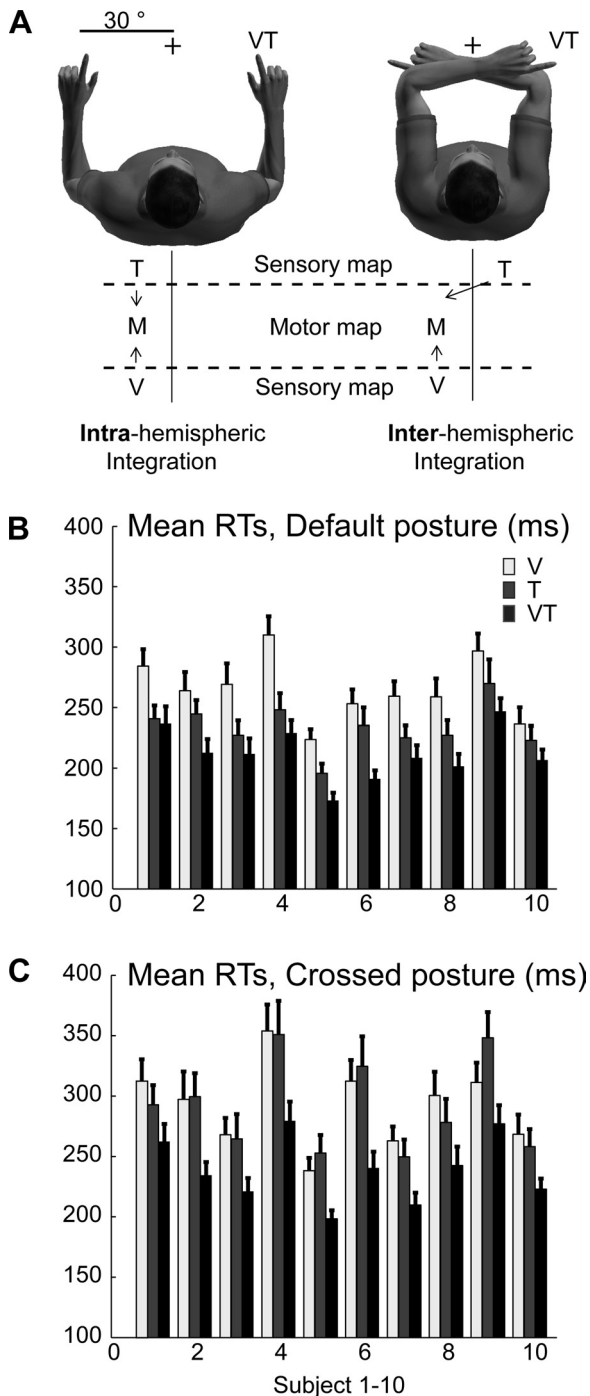 A
30 °
+
VT
+
VT
T
Sensory map
T
M
Motor map
M
V
Sensory map
V
Intra-hemispheric
Integration
Inter-hemispheric
Integration
B
Mean RTs, Default posture (ms)
V
T
VT
400
350
300
250
200
150
100
0 2 4 6 8 10
C
Mean RTs, Crossed posture (ms)
400
350
300
250
200
150
100
0 2 4 6 8 10
Subject 1-10